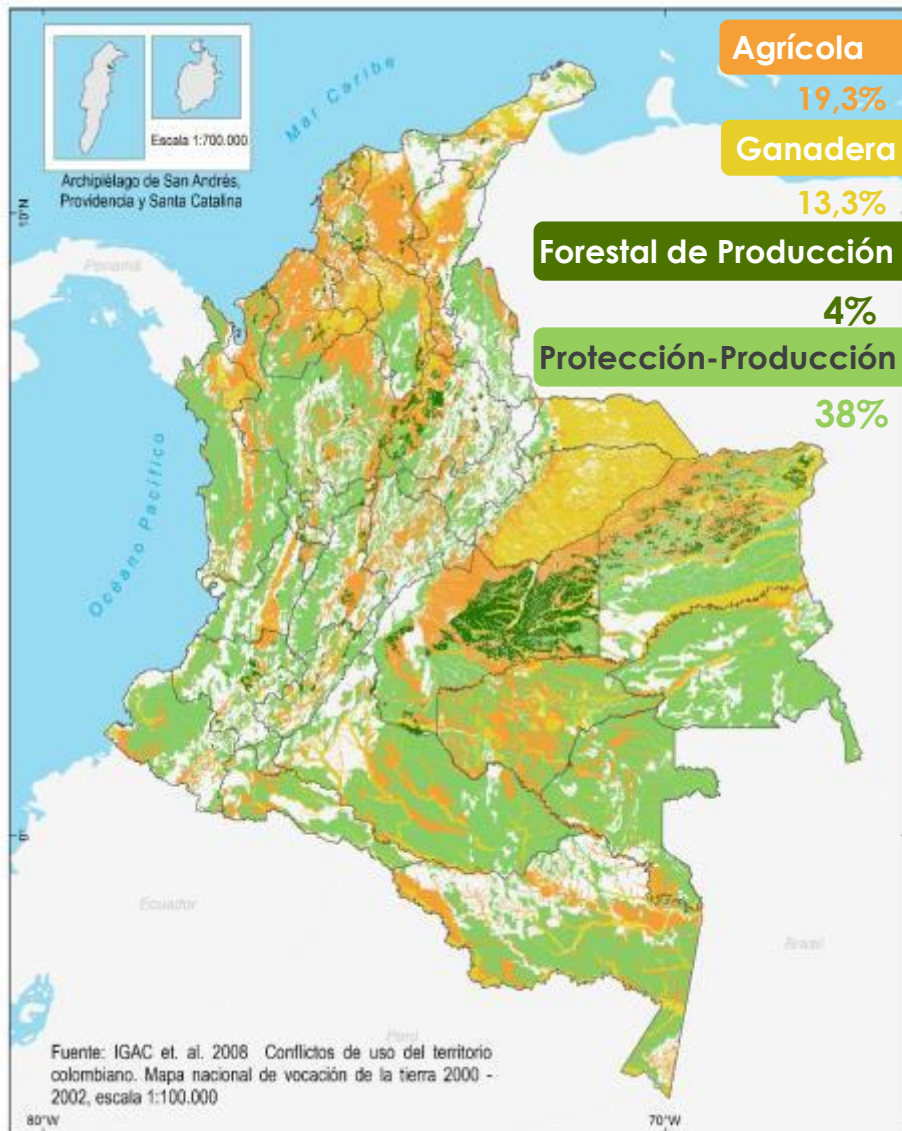 Agrícola
19,3%
Ganadera
13,3%
Forestal de Producción
4%
Protección-Producción
38%
Mar Caribe
Escala 1:700.000
Archipiélago de San Andrés,
Providencia y Santa Catalina
10°N
Panamá
Océano Pacífico
0°
Ecuador
Brasil
Perú
Fuente: IGAC et. al. 2008 Conflictos de uso del territorio
colombiano. Mapa nacional de vocación de la tierra 2000 -
2002, escala 1:100.000
80°W
70°W